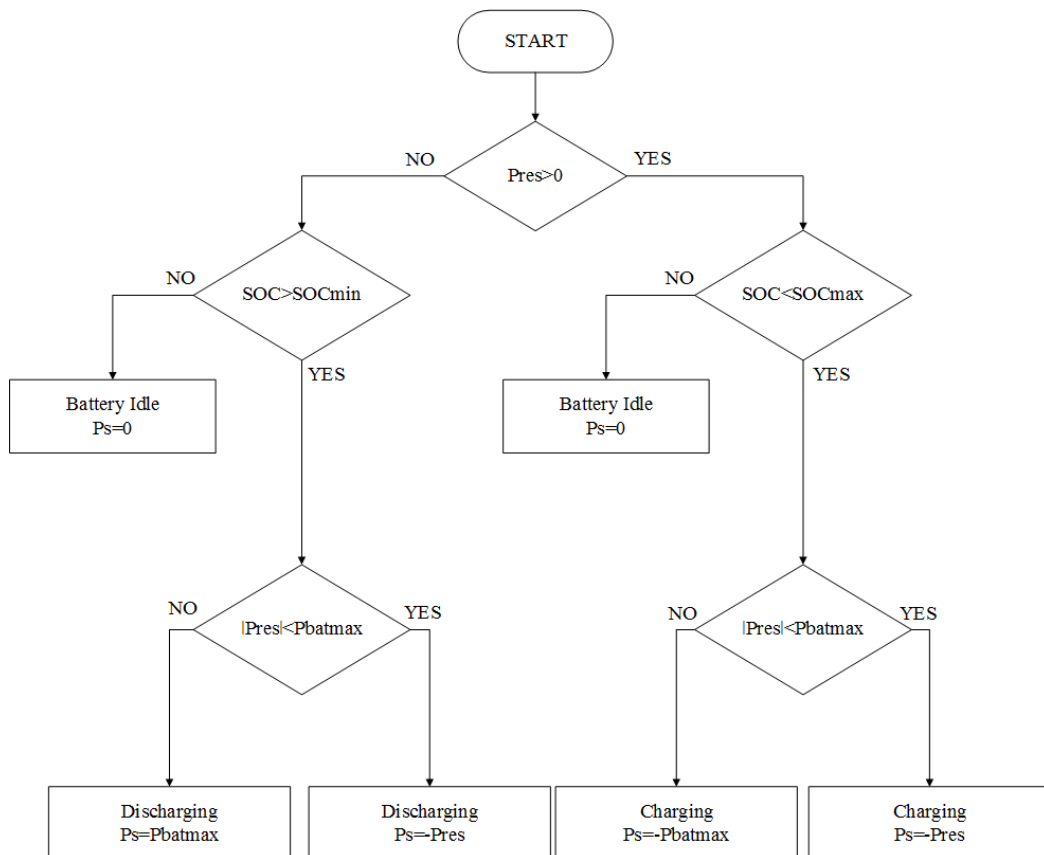 START
NO
YES
Pres>0
NO
SOC>SOCmin
YES
NO
SOC<SOCmax
YES
Battery Idle
Ps=0
Battery Idle
Ps=0
NO
|Pres|<Pbatmax
YES
NO
|Pres|<Pbatmax
YES
Discharging
Ps=Pbatmax
Discharging
Ps=-Pres
Charging
Ps=-Pbatmax
Charging
Ps=-Pres